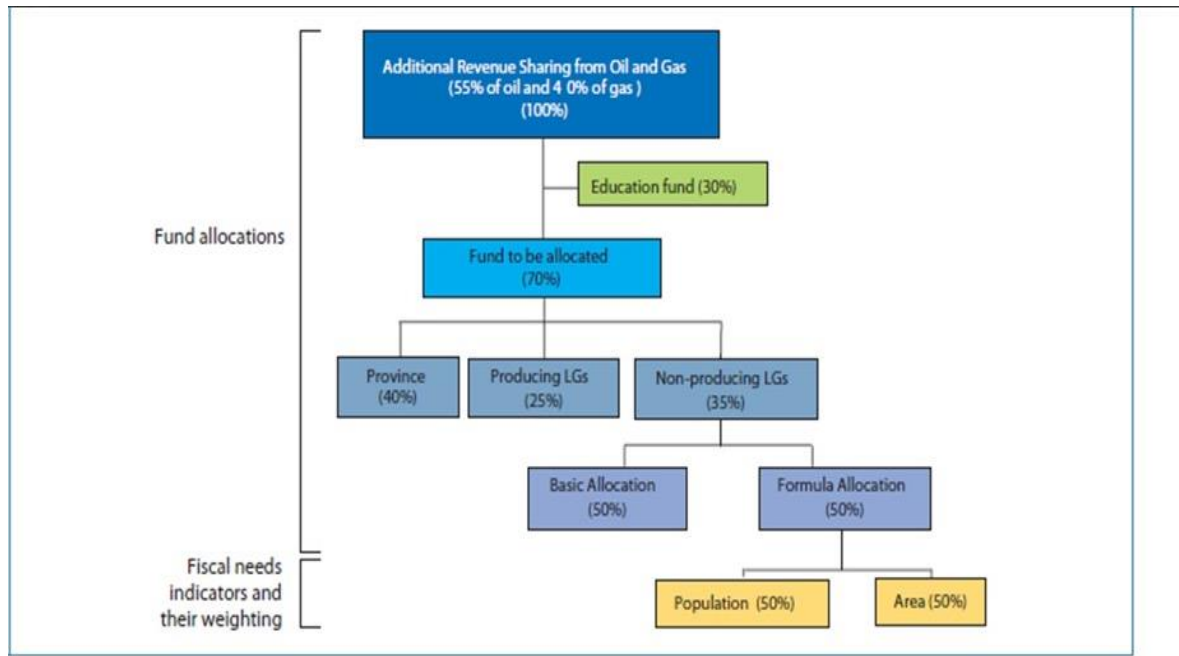 Additional Revenue Sharing from Oil and Gas
(55% of oil and 4 0% of gas )
(100%)
Education fund (30%)
Fund allocations
Fund to be allocated
(70%)
Province
(40%)
Producing LGs
(25%)
Non-producing LGs
(35%)
Basic Allocation
(50%)
Formula Allocation
(50%)
Fiscal needs
indicators and
their weighting
Population (50%)
Area (50%)